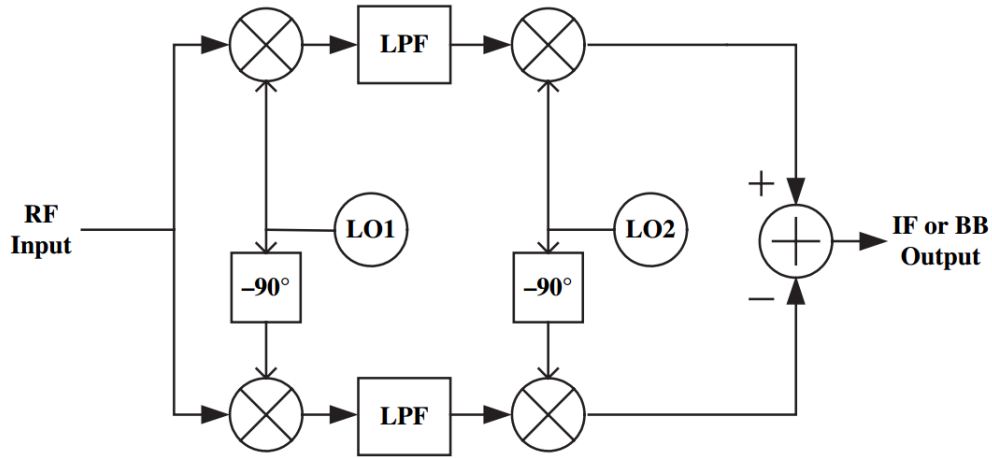 LPF
+
RF
Input
LO1
LO2
IF or BB
Output
–90°
–90°
–
LPF